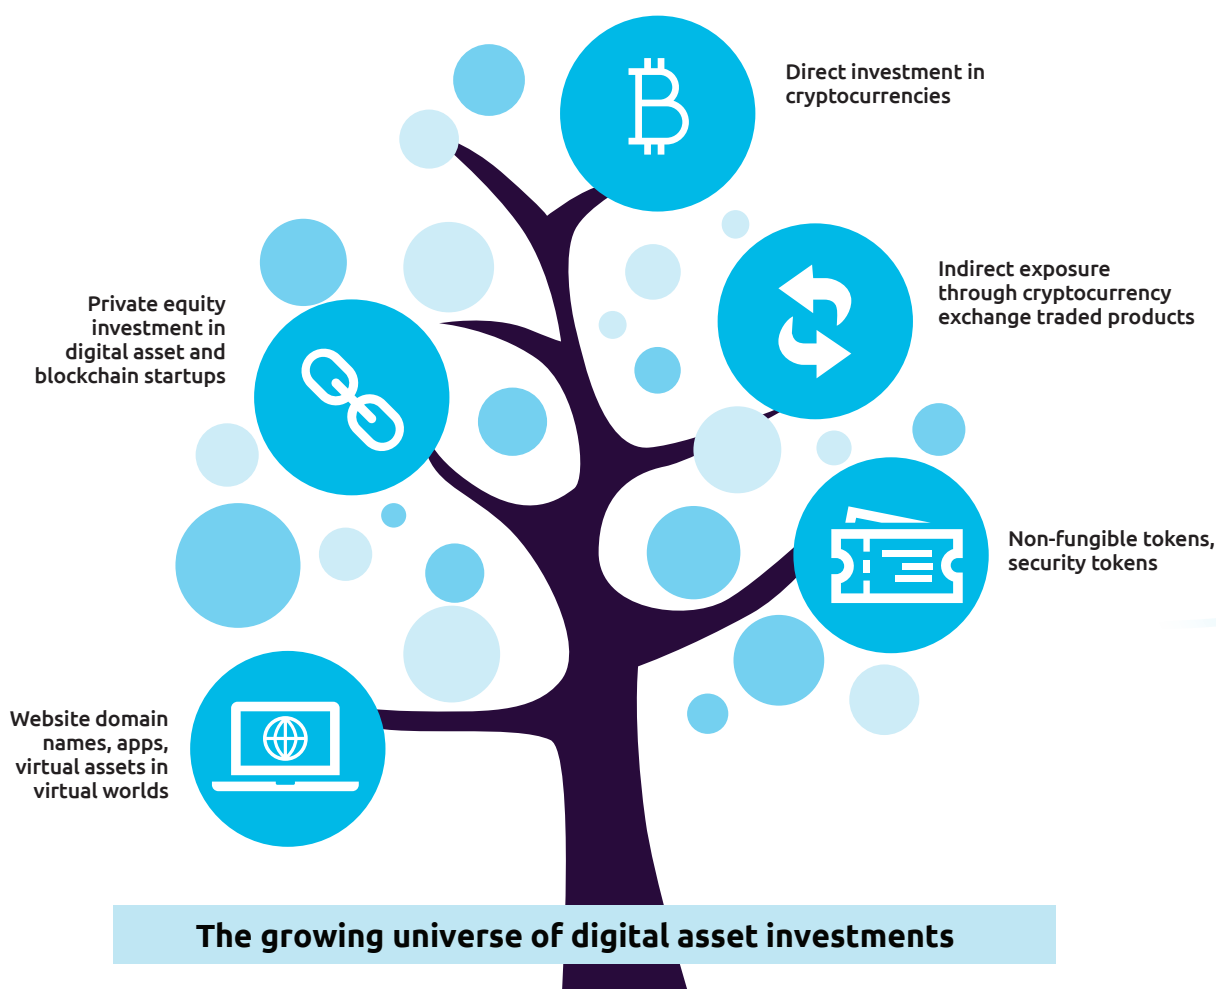 Direct investment in
cryptocurrencies
Indirect exposure
through cryptocurrency
exchange traded products
Private equity
investment in
digital asset and
blockchain startups
Non-fungible tokens,
security tokens
Website domain
names, apps,
virtual assets in
virtual worlds
The growing universe of digital asset investments